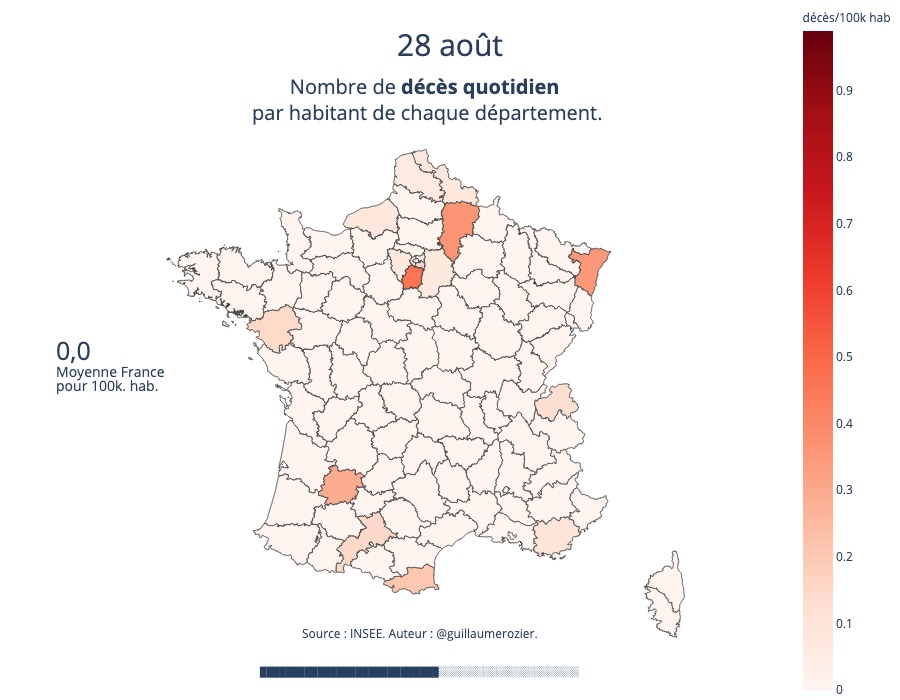 28 août
Nombre de décès quotidien
par habitant de chaque département.
décès/100k hab
0.9
0.8
0.7
0.6
0.5
0.4
0.3
0.2
0.1
0
0,0
Moyenne France
pour 100k. hab.
Source : INSEE. Auteur : @guillaumerozier.